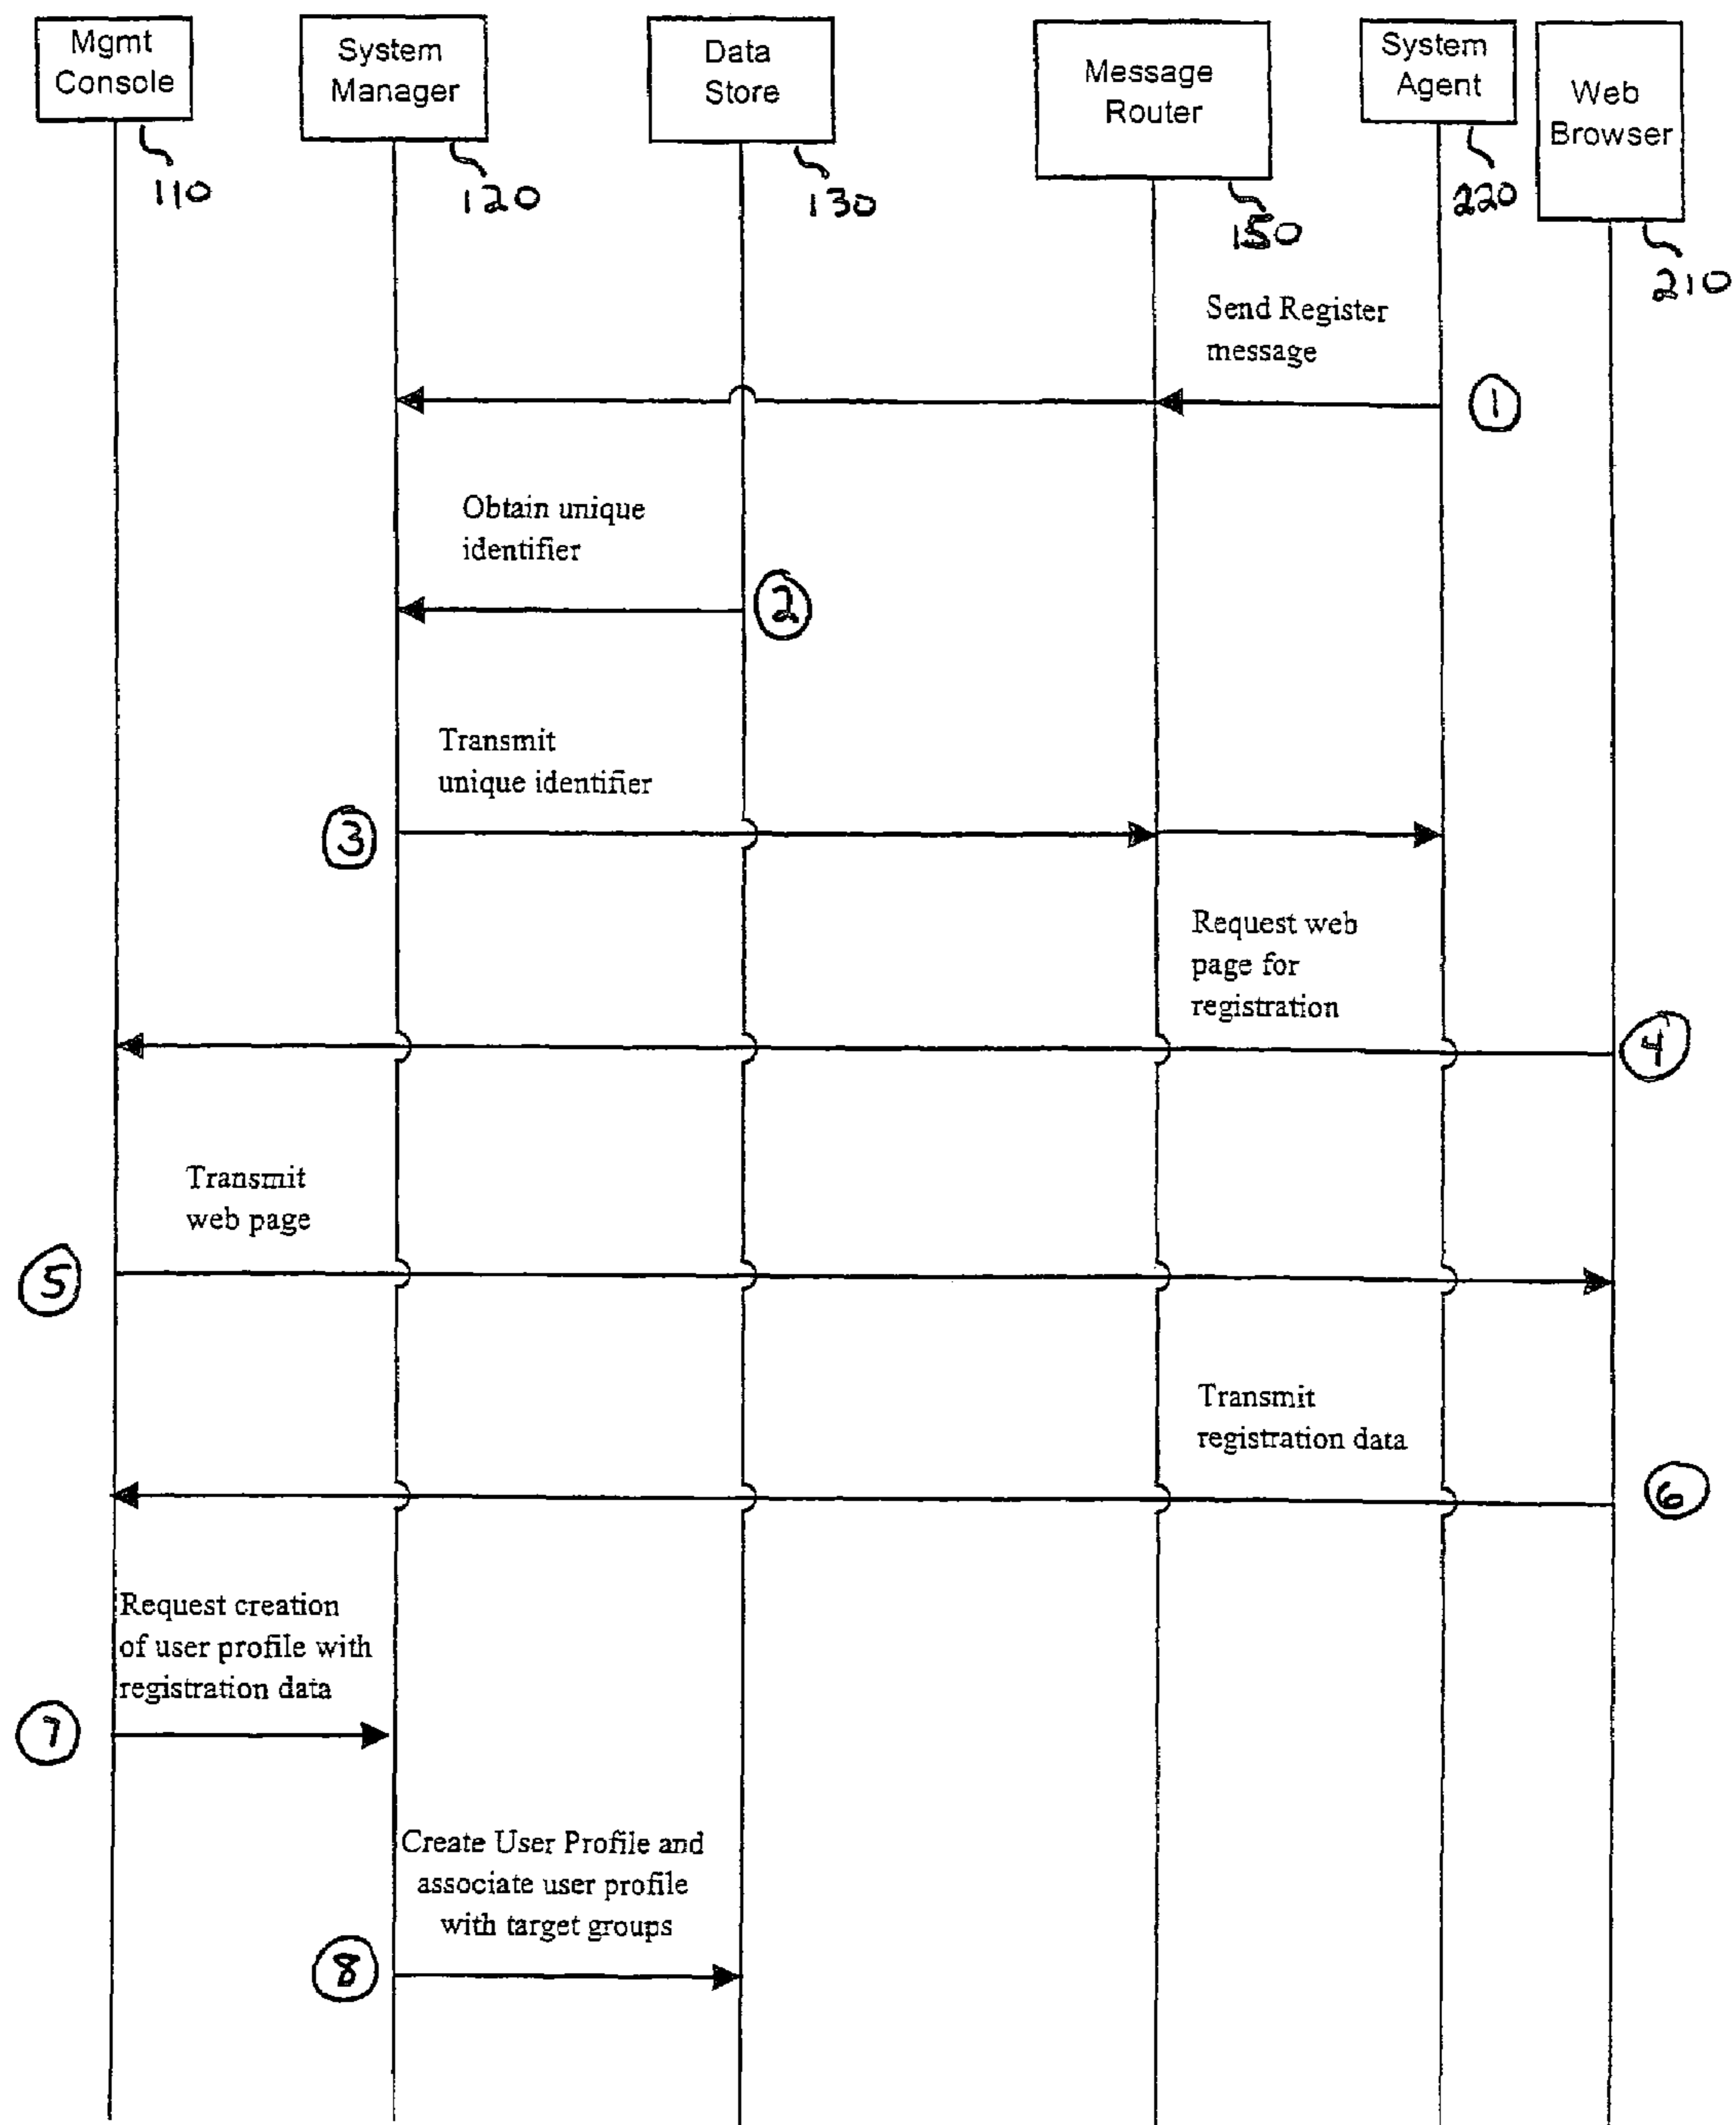 Mgmt
Console
System
Manager
Data
Store
Message
Router
System
Agent
Web
Browser
110
120
130
150
220
210
Send Register
message
1
Obtain unique
identifier
2
Transmit
unique identifier
3
Request web
page for
registration
4
Transmit
web page
5
Transmit
registration data
6
Request creation
of user profile with
registration data
7
Create User Profile and
associate user profile
with target groups
8